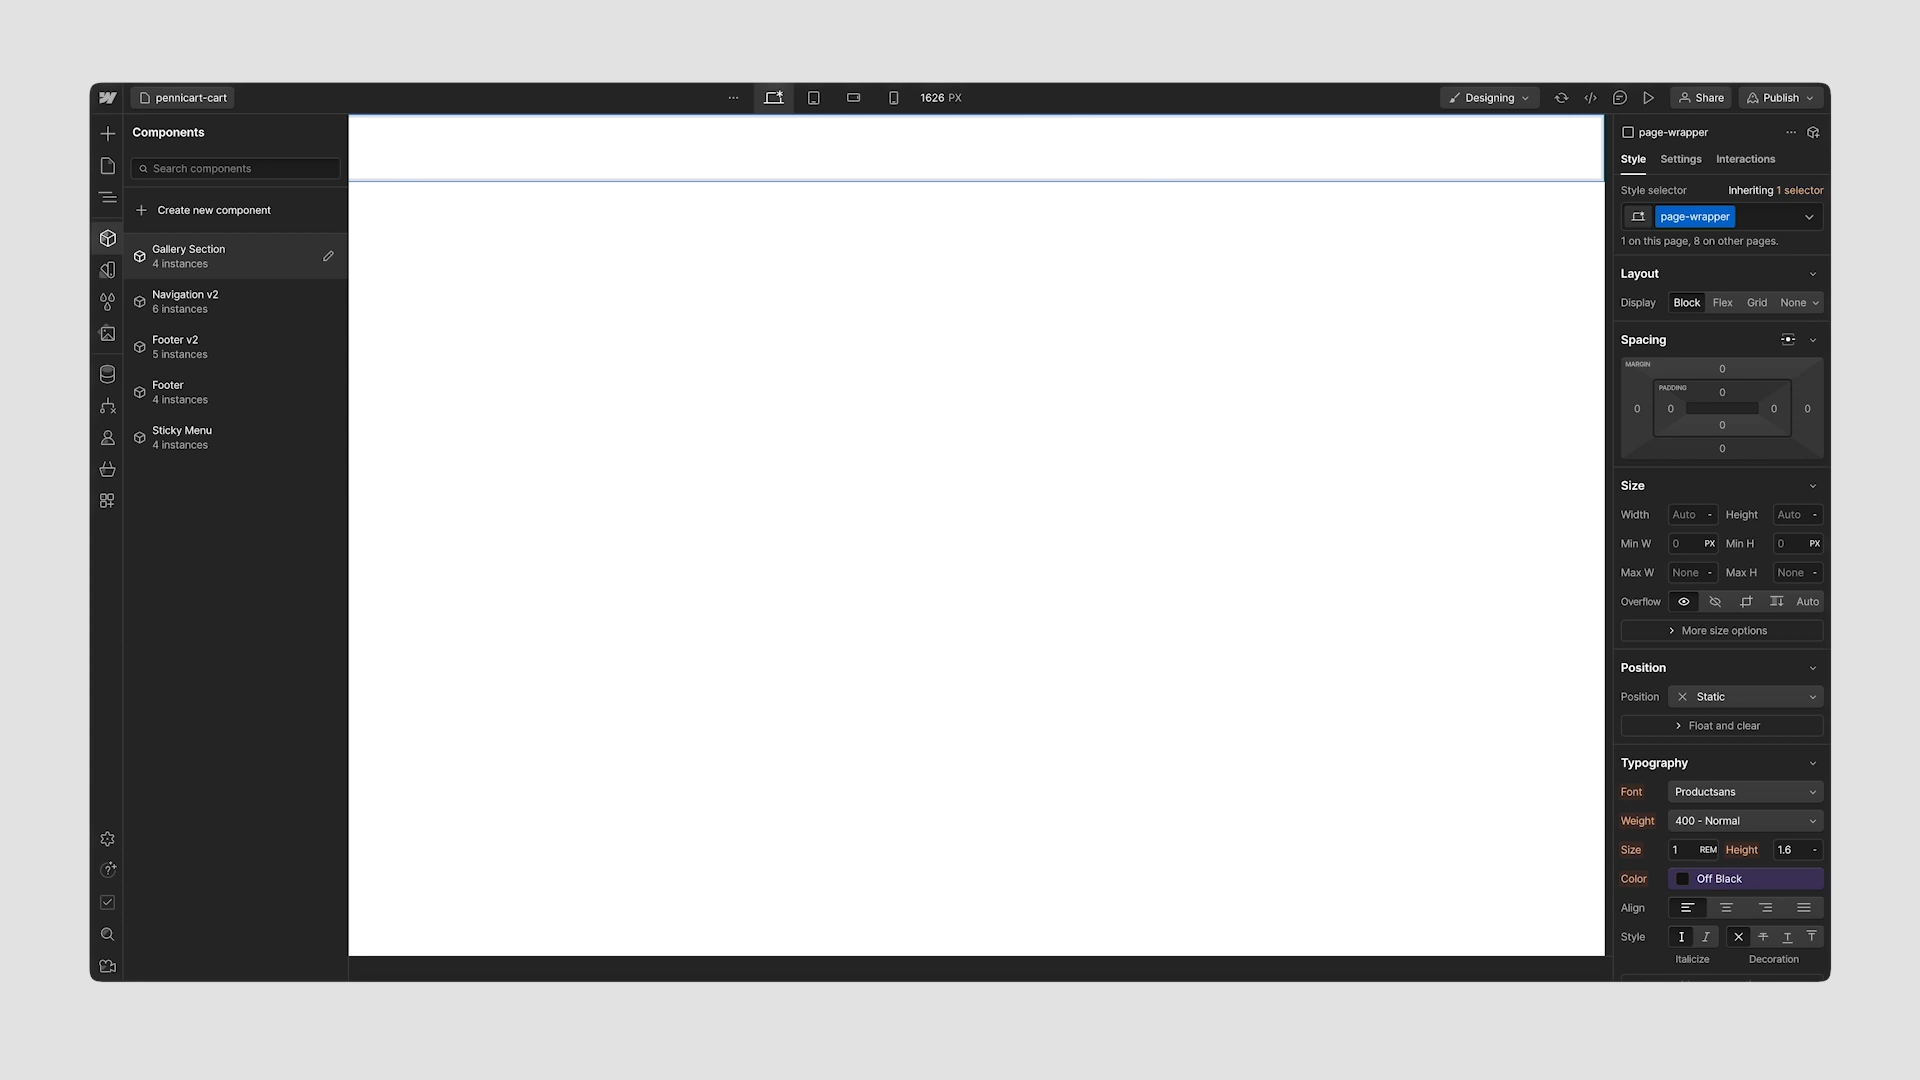 pennicart-cart
1626 PX
Designing
Share
Publish
Components
Search components
Create new component
Gallery Section
4 instances
Navigation v2
6 instances
Footer v2
5 instances
Footer
4 instances
Sticky Menu
4 instances
page-wrapper
Style Settings Interactions
Style selector Inheriting 1 selector
page-wrapper
1 on this page, 8 on other pages.
Layout
Display Block Flex Grid None
Spacing
MARGIN
0
PADDING
0
0 0 0 0
0
0
Size
Width Auto - Height Auto -
Min W 0 PX Min H 0 PX
Max W None - Max H None -
Overflow Auto
More size options
Position
Position Static
Float and clear
Typography
Font Productsans
Weight 400 - Normal
Size 1 REM Height 1.6 -
Color Off Black
Align
Style
Italicize Decoration